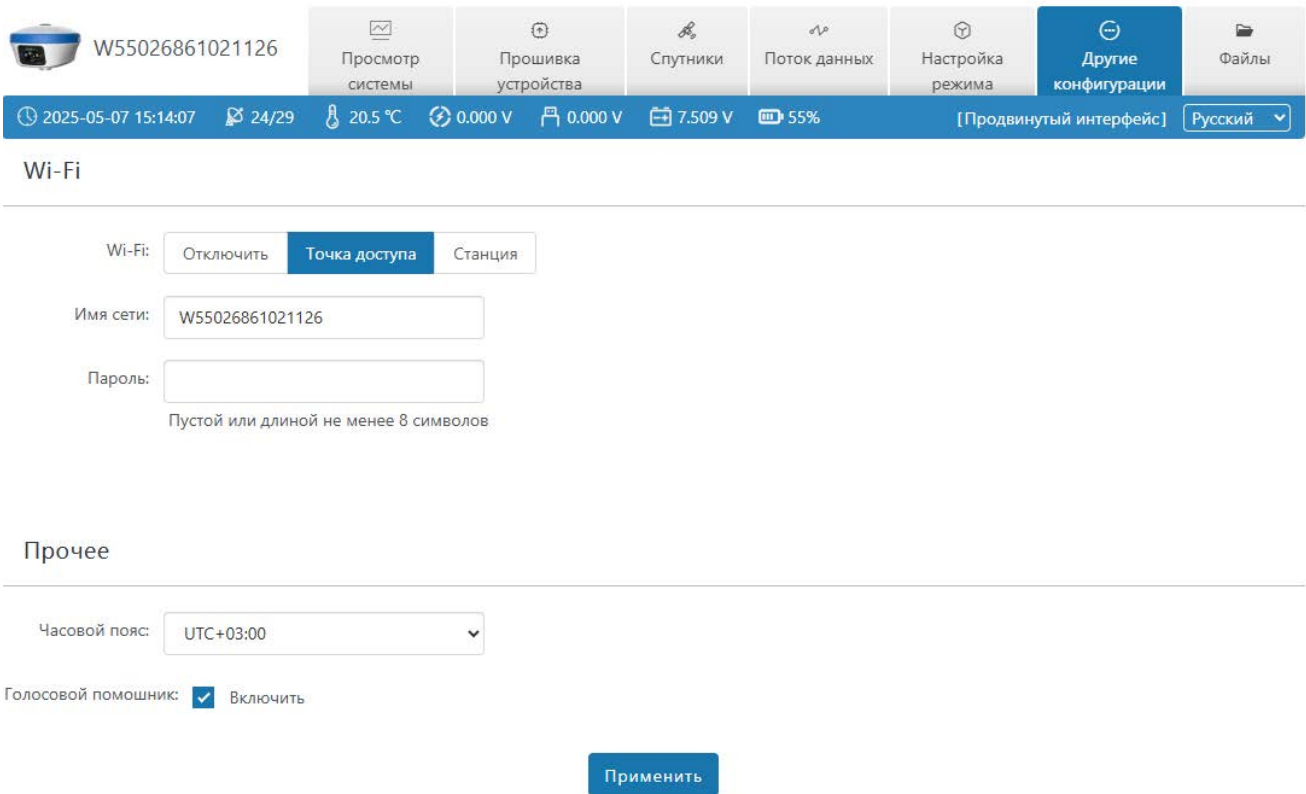 W55026861021126
Просмотр системы
Прошивка устройства
Спутники
Поток данных
Настройка режима
Другие конфигурации
Файлы
2025-05-07 15:14:07 24/29 20.5 °C 0.000 V 0.000 V 7.509 V 55% [Продвинутый интерфейс] Русский
Wi-Fi
Wi-Fi: Отключить Точка доступа Станция
Имя сети: W55026861021126
Пароль:
Пустой или длиной не менее 8 символов
Прочее
Часовой пояс: UTC+03:00
Голосовой помошник: Включить
Применить